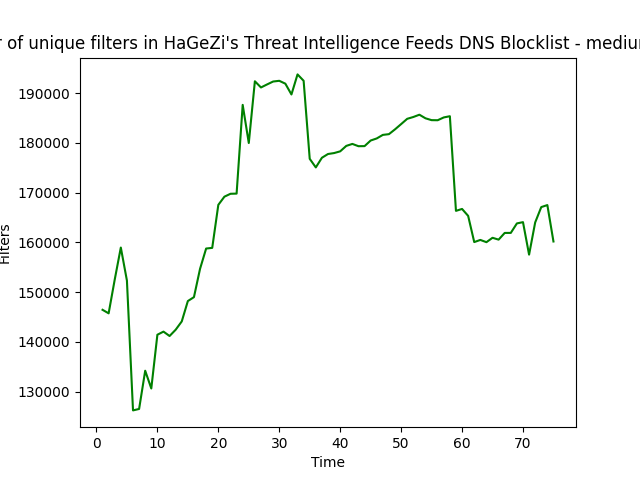 r of unique filters in HaGeZi's Threat Intelligence Feeds DNS Blocklist - mediu
190000
180000
170000
160000
150000
140000
130000
Filters
0 10 20 30 40 50 60 70
Time